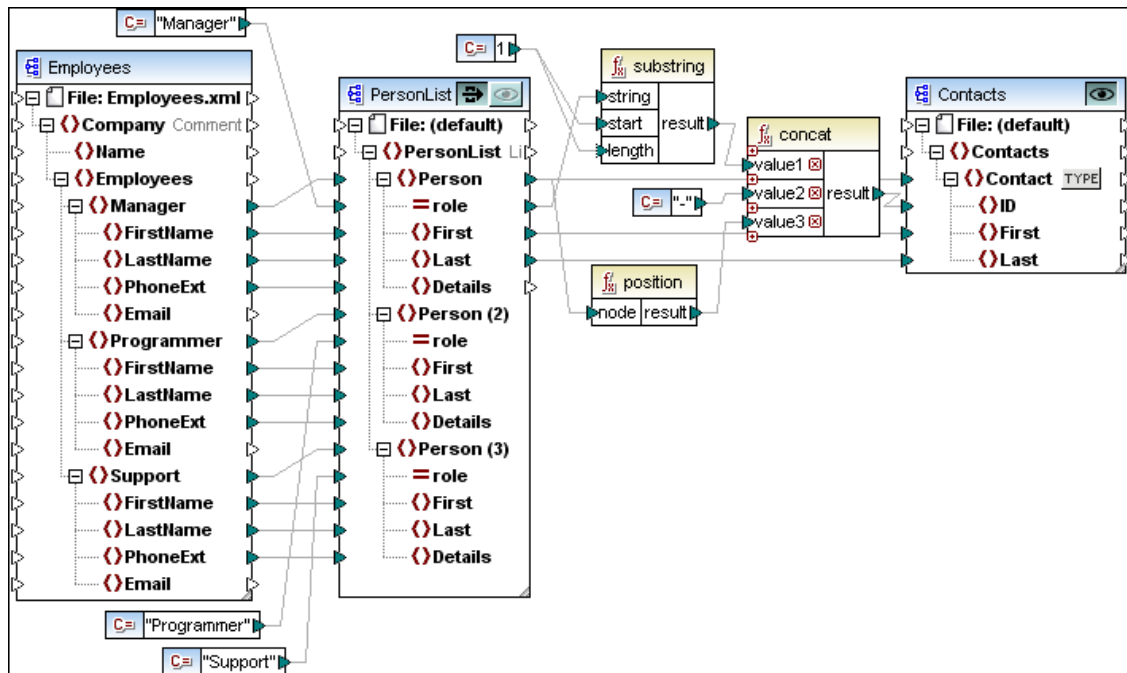 C= "Manager"
Employees
File: Employees.xml
Company Comment
Name
Employees
Manager
FirstName
LastName
PhoneExt
Email
Programmer
FirstName
LastName
PhoneExt
Email
Support
FirstName
LastName
PhoneExt
Email
C= "Programmer"
C= "Support"
PersonList
File: (default)
PersonList Li
Person
= role
First
Last
Details
Person (2)
= role
First
Last
Details
Person (3)
= role
First
Last
Details
C= 1
fx substring
string
start
length
result
C= "-"
fx concat
value1
value2
value3
result
fx position
node result
Contacts
File: (default)
Contacts
Contact TYPE
ID
First
Last